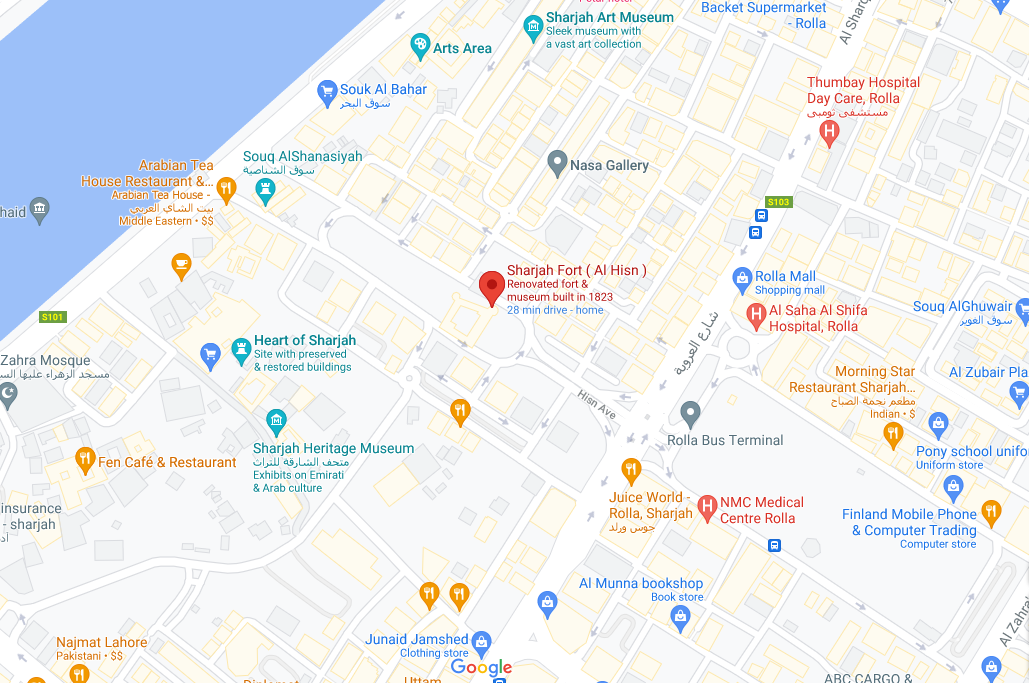 Sharjah Art Museum
Sleek museum with
a vast art collection
Backet Supermarket
- Rolla
Arts Area
Souk Al Bahar
سوق البحر
Thumbay Hospital
Day Care, Rolla
مستشفى ثومبي
Souq AlShanasiyah
سوق الشناصية
Nasa Gallery
Arabian Tea
House Restaurant &...
Arabian Tea House -
بيت الشاي العربي
Middle Eastern • $$
S103
Sharjah Fort ( Al Hisn )
Renovated fort &
museum built in 1823
28 min drive - home
Rolla Mall
Shopping mall
Al Saha Al Shifa
Hospital, Rolla
Souq AlGhuwair
سوق الغوير
S101
شارع العروبة
Heart of Sharjah
Site with preserved
& restored buildings
Zahra Mosque
مسجد الزهراء عليها
Morning Star
Restaurant Sharjah...
مطعم نجمة الصباح
Indian • $
Al Zubair Pla
Hisn Ave
Rolla Bus Terminal
Sharjah Heritage Museum
متحف الشارقة للتراث
Exhibits on Emirati
& Arab culture
Fen Café & Restaurant
Pony school unifo
Uniform store
insurance
- sharjah
Juice World -
Rolla, Sharjah
جوس ورلد
NMC Medical
Centre Rolla
Finland Mobile Phone
& Computer Trading
Computer store
Al Munna bookshop
Book store
Najmat Lahore
Pakistani • $$
Junaid Jamshed
Clothing store
Google
ABC CARGO &